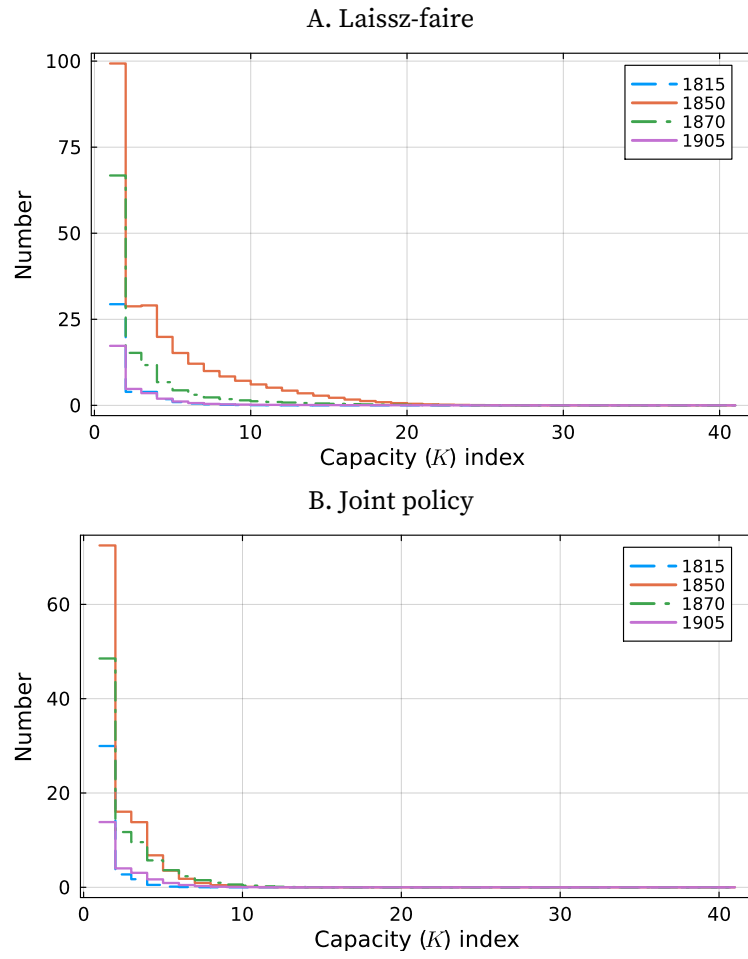 A. Laissz-faire
100
75
50
25
0
Number
1815
1850
1870
1905
0 10 20 30 40
Capacity (K) index
B. Joint policy
60
40
20
0
Number
1815
1850
1870
1905
0 10 20 30 40
Capacity (K) index